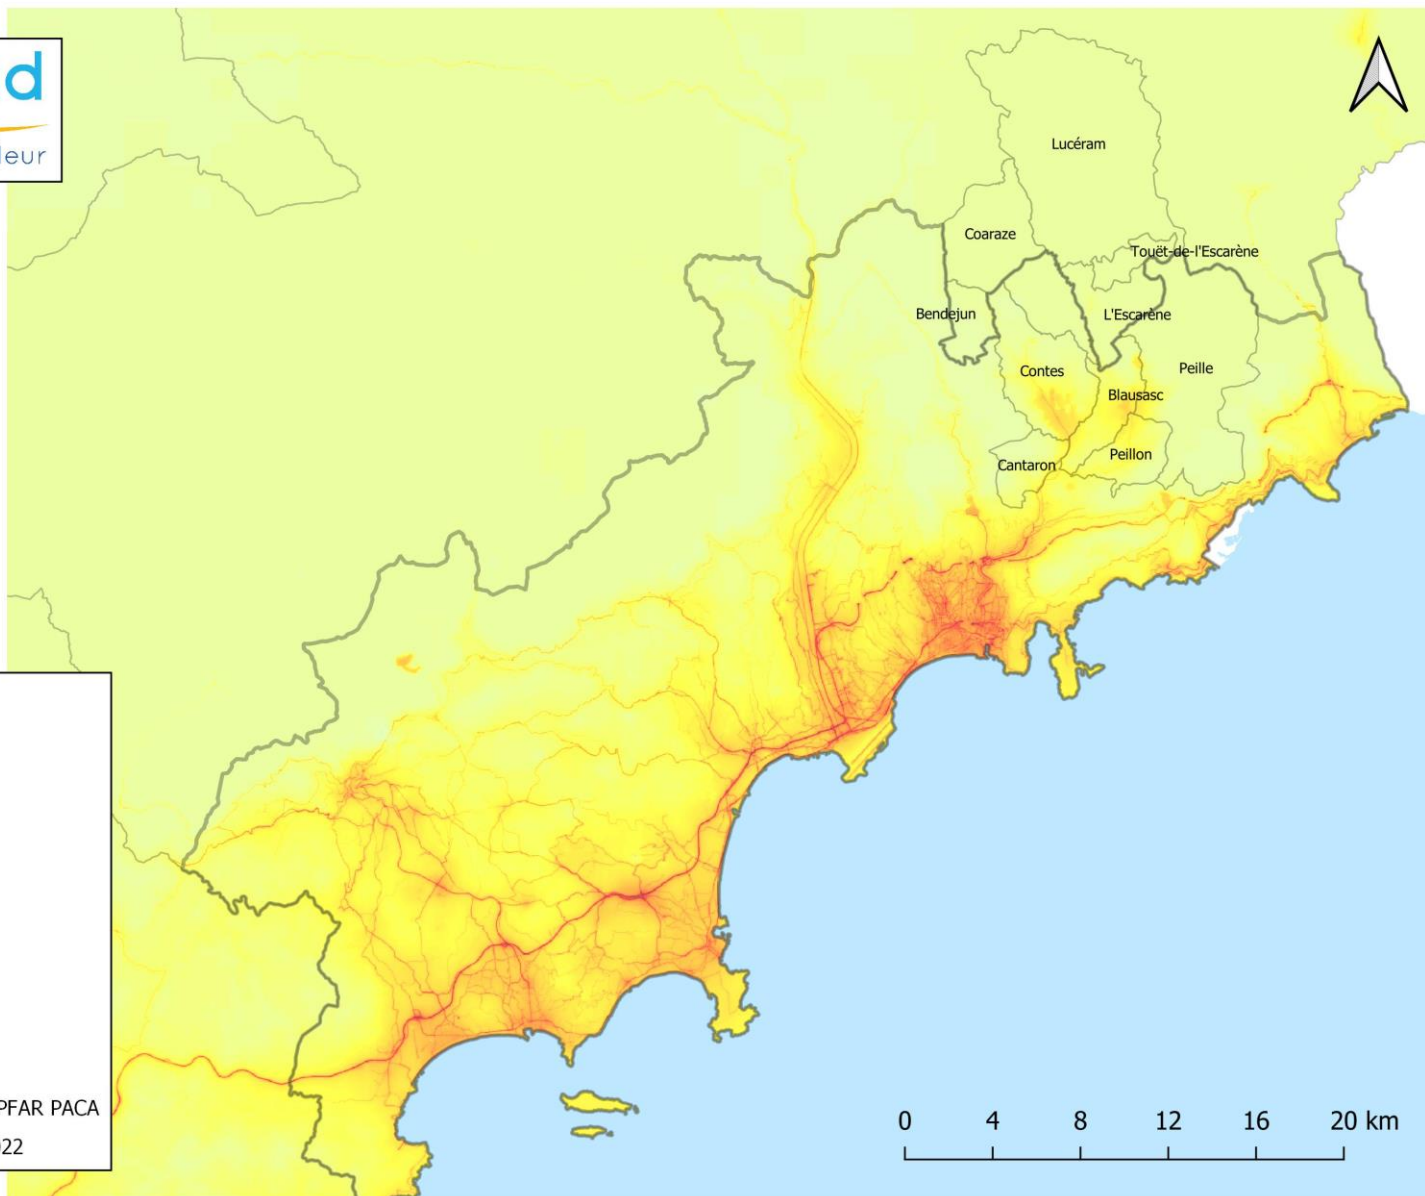 d
leur
Lucéram
Coaraze
Touët-de-l'Escarène
Bendejun
L'Escarène
Contes
Peille
Blausasc
Peillon
Cantaron
PFAR PACA
022
0 4 8 12 16 20 km